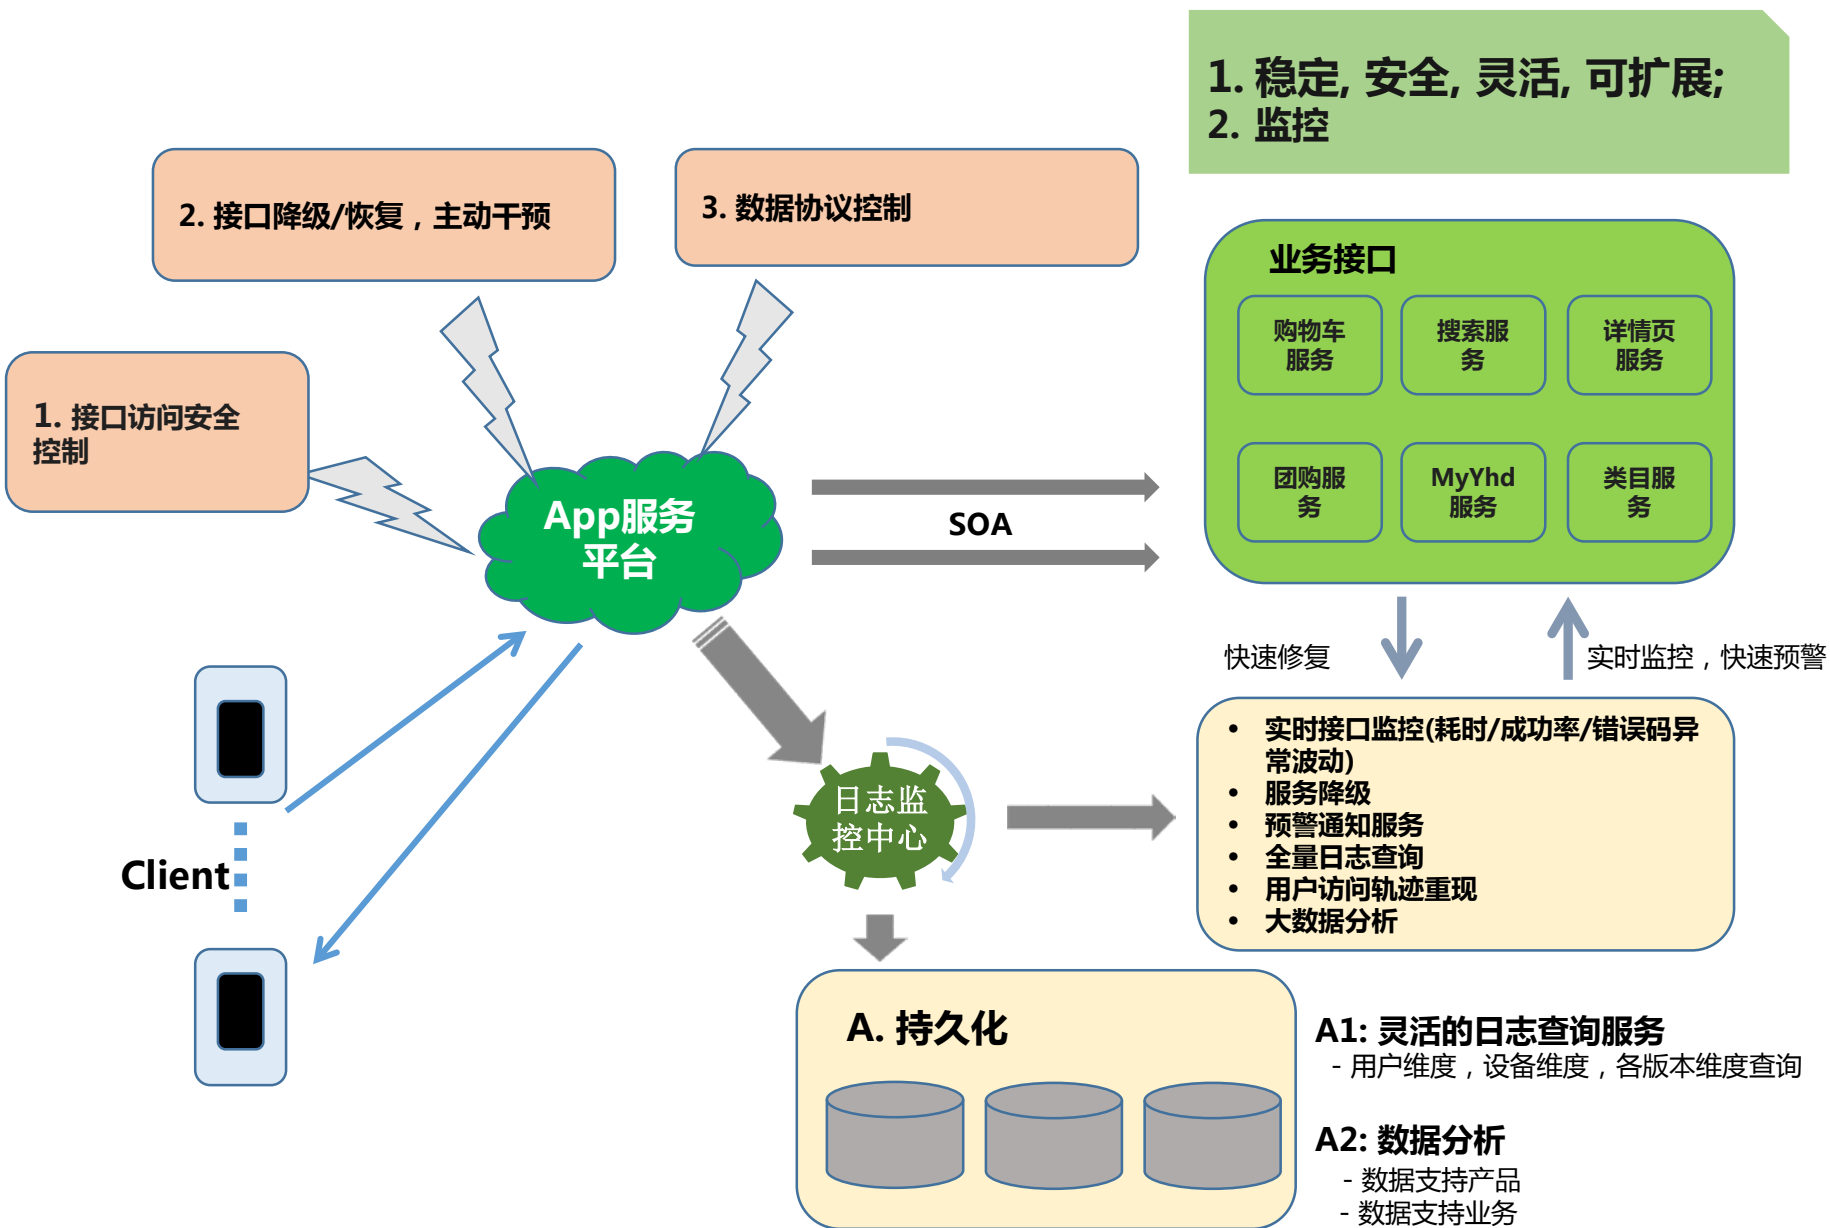 1. 稳定, 安全, 灵活, 可扩展;
2. 监控
2. 接口降级/恢复，主动干预
3. 数据协议控制
1. 接口访问安全
控制
App服务
平台
SOA
业务接口
购物车
服务
搜索服
务
详情页
服务
团购服
务
MyYhd
服务
类目服
务
快速修复
实时监控，快速预警
Client
日志监
控中心
• 实时接口监控(耗时/成功率/错误码异
常波动)
• 服务降级
• 预警通知服务
• 全量日志查询
• 用户访问轨迹重现
• 大数据分析
A. 持久化
A1: 灵活的日志查询服务
- 用户维度，设备维度，各版本维度查询
A2: 数据分析
- 数据支持产品
- 数据支持业务